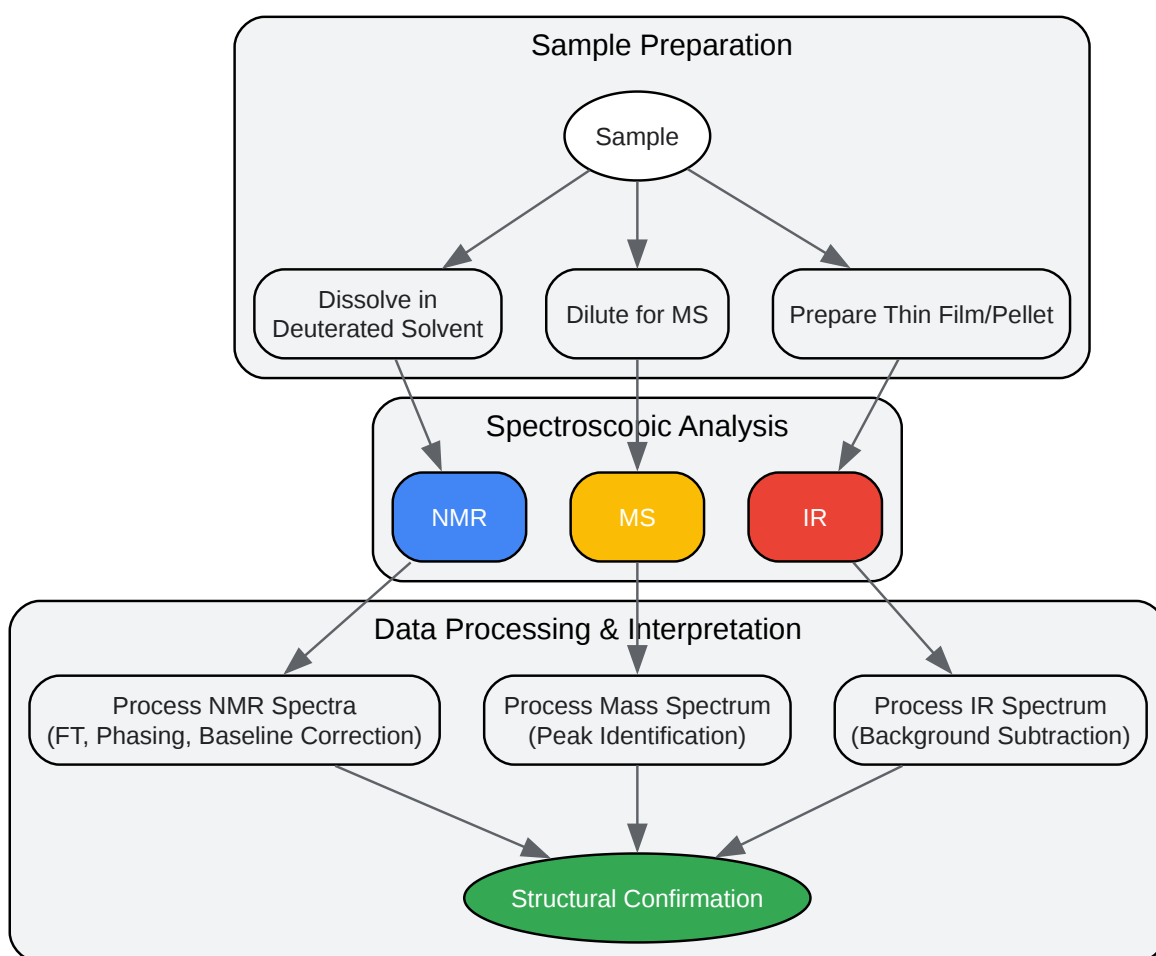 Sample Preparation
Sample
Dissolve in
Deuterated Solvent
Dilute for MS
Prepare Thin Film/Pellet
Spectroscopic Analysis
NMR
MS
IR
Data Processing & Interpretation
Process NMR Spectra
(FT, Phasing, Baseline Correction)
Process Mass Spectrum
(Peak Identification)
Process IR Spectrum
(Background Subtraction)
Structural Confirmation